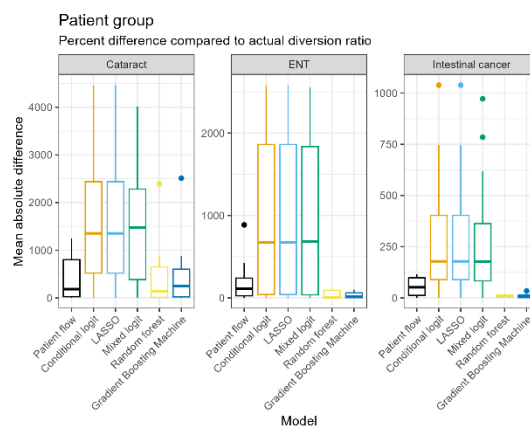 Patient group
Percent difference compared to actual diversion ratio
Cataract
ENT
Intestinal cancer
Mean absolute difference
4000
3000
2000
1000
0
2000
1000
0
1000
750
500
250
0
Patient flow
Conditional logit
LASSO
Mixed logit
Random forest
Gradient Boosting Machine
Patient flow
Conditional logit
LASSO
Mixed logit
Random forest
Gradient Boosting Machine
Patient flow
Conditional logit
LASSO
Mixed logit
Random forest
Gradient Boosting Machine
Model